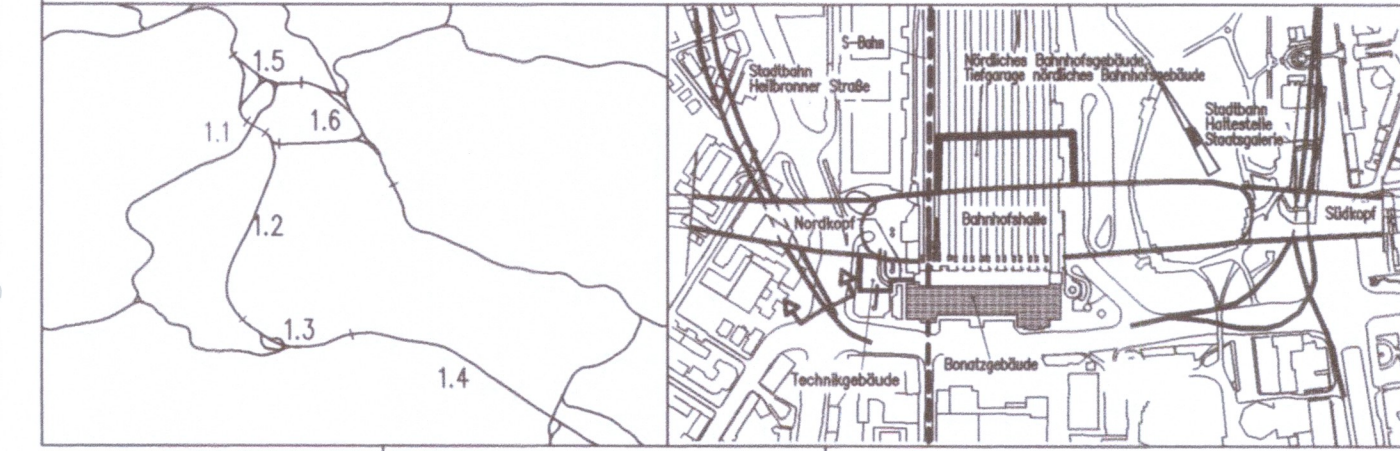 1.5
1.1
1.6
1.2
1.3
1.4
S-Bahn
Stadtbahn
Heilbronner Straße
Nördliches Bahnhofsgebäude,
Tiefgarage nördliches Bahnhofsgebäude
Stadtbahn
Haltestelle
Staatsgalerie
Nordkopf
Bahnhofshalle
Südkopf
Technikgebäude
Bonatzgebäude